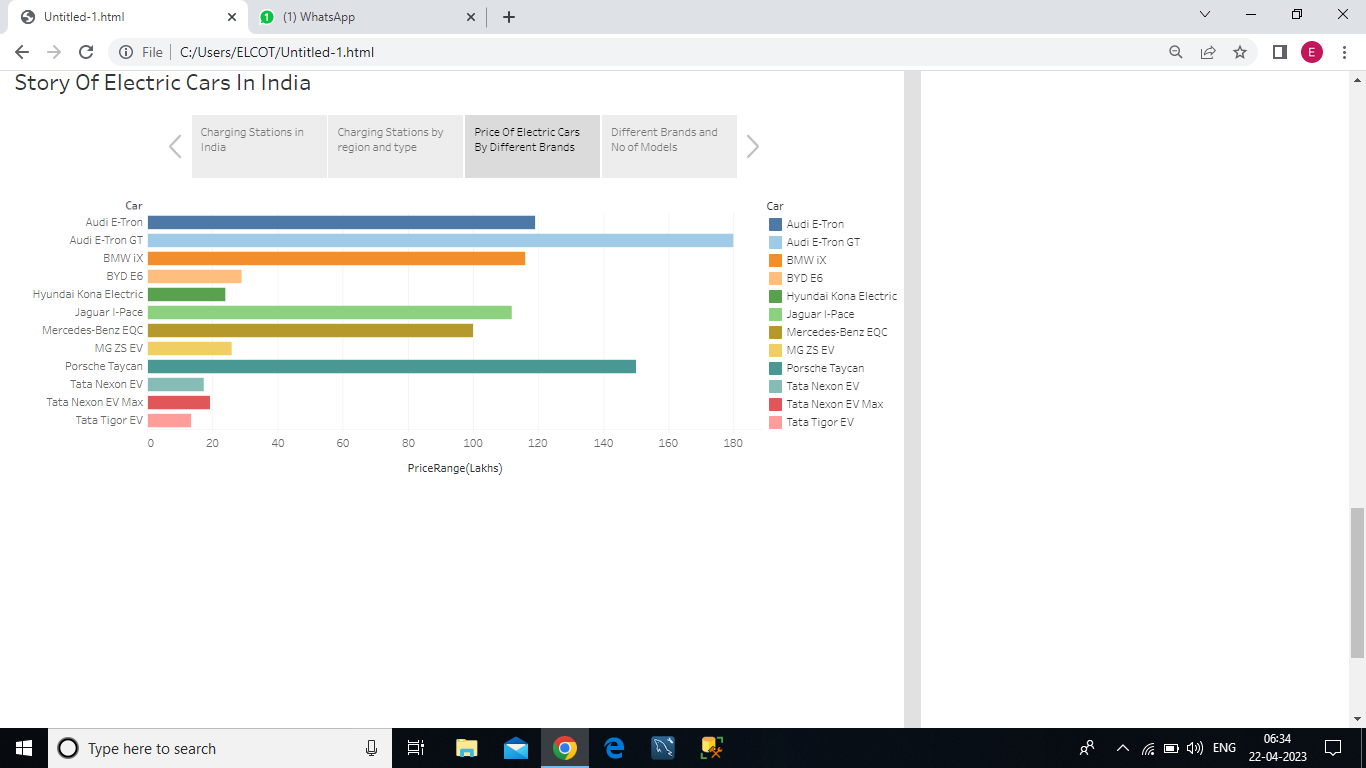 Untitled-1.html
(1) WhatsApp
File
C:/Users/ELCOT/Untitled-1.html
E
Story Of Electric Cars In India
Charging Stations in
India
Charging Stations by
region and type
Price Of Electric Cars
By Different Brands
Different Brands and
No of Models
Car
Audi E-Tron
Audi E-Tron GT
BMW iX
BYD E6
Hyundai Kona Electric
Jaguar I-Pace
Mercedes-Benz EQC
MG ZS EV
Porsche Taycan
Tata Nexon EV
Tata Nexon EV Max
Tata Tigor EV
0 20 40 60 80 100 120 140 160 180
PriceRange(Lakhs)
Car
Audi E-Tron
Audi E-Tron GT
BMW iX
BYD E6
Hyundai Kona Electric
Jaguar I-Pace
Mercedes-Benz EQC
MG ZS EV
Porsche Taycan
Tata Nexon EV
Tata Nexon EV Max
Tata Tigor EV
Type here to search
ENG
06:34
22-04-2023